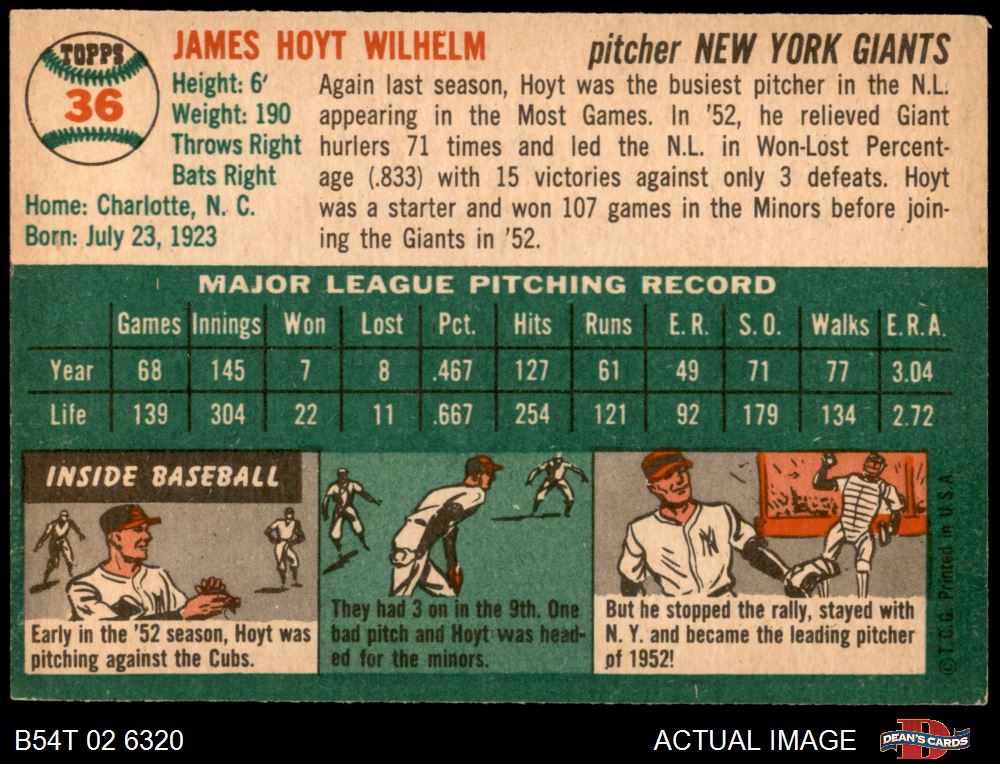 TOPPS
36
JAMES HOYT WILHELM
pitcher NEW YORK GIANTS
Height: 6'
Weight: 190
Throws Right
Bats Right
Home: Charlotte, N. C.
Born: July 23, 1923
Again last season, Hoyt was the busiest pitcher in the N.L.
appearing in the Most Games. In '52, he relieved Giant
hurlers 71 times and led the N.L. in Won-Lost Percent-
age (.833) with 15 victories against only 3 defeats. Hoyt
was a starter and won 107 games in the Minors before join-
ing the Giants in '52.
MAJOR LEAGUE PITCHING RECORD
Games Innings Won Lost Pct. Hits Runs E. R. S. O. Walks E.R.A.
Year 68 145 7 8 .467 127 61 49 71 77 3.04
Life 139 304 22 11 .667 254 121 92 179 134 2.72
INSIDE BASEBALL
Early in the '52 season, Hoyt was
pitching against the Cubs.
They had 3 on in the 9th. One
bad pitch and Hoyt was head-
ed for the minors.
NY
But he stopped the rally, stayed with
N. Y. and became the leading pitcher
of 1952!
©T.C.G. Printed in U.S.A
B54T 02 6320
ACTUAL IMAGE
D
DEAN'S CARDS